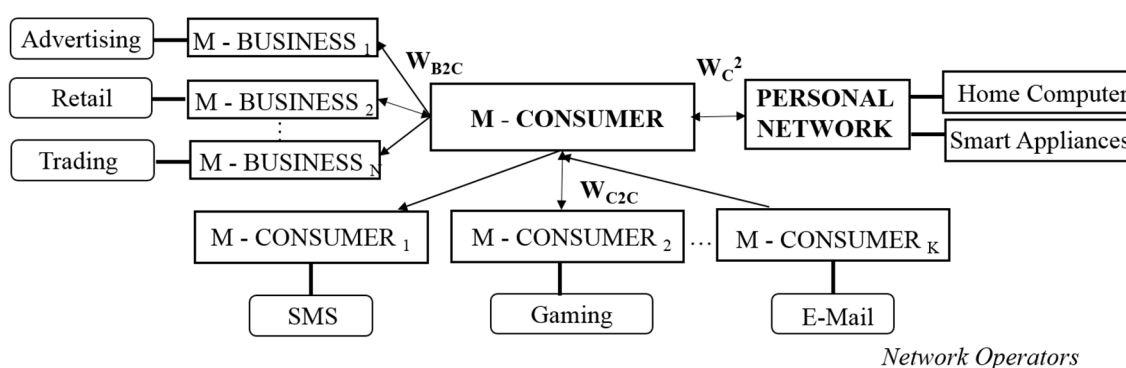 Advertising
M - BUSINESS 1
W B2C
W C 2
Retail
M - BUSINESS 2
M - CONSUMER
PERSONAL
NETWORK
Home Computer
Smart Appliances
⋮
Trading
M - BUSINESS N
W C2C
M - CONSUMER 1
M - CONSUMER 2
...
M - CONSUMER K
SMS
Gaming
E-Mail
Network Operators